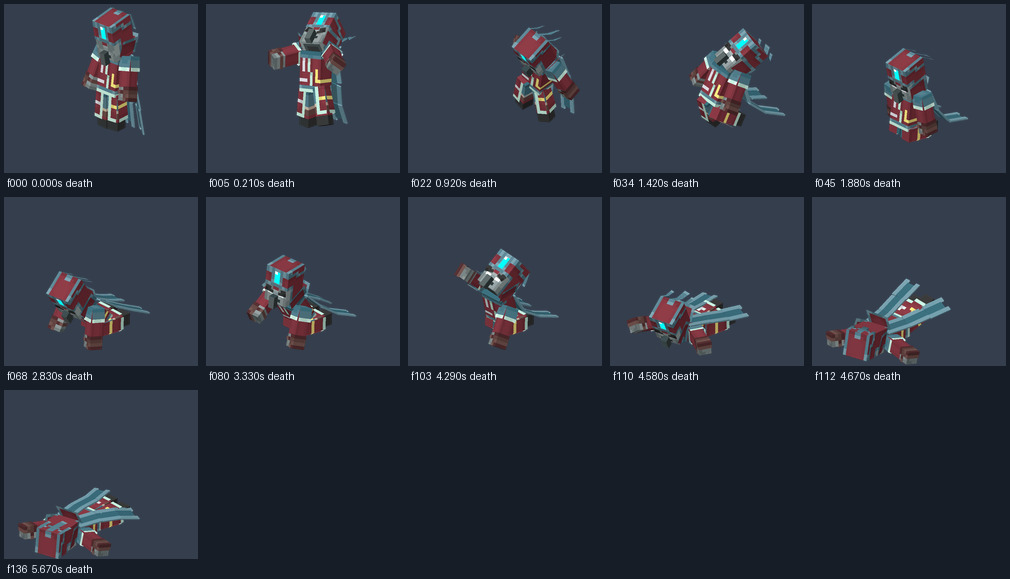 f000 0.000s death
f005 0.210s death
f022 0.920s death
f034 1.420s death
f045 1.880s death
f068 2.830s death
f080 3.330s death
f103 4.290s death
f110 4.580s death
f112 4.670s death
f136 5.670s death